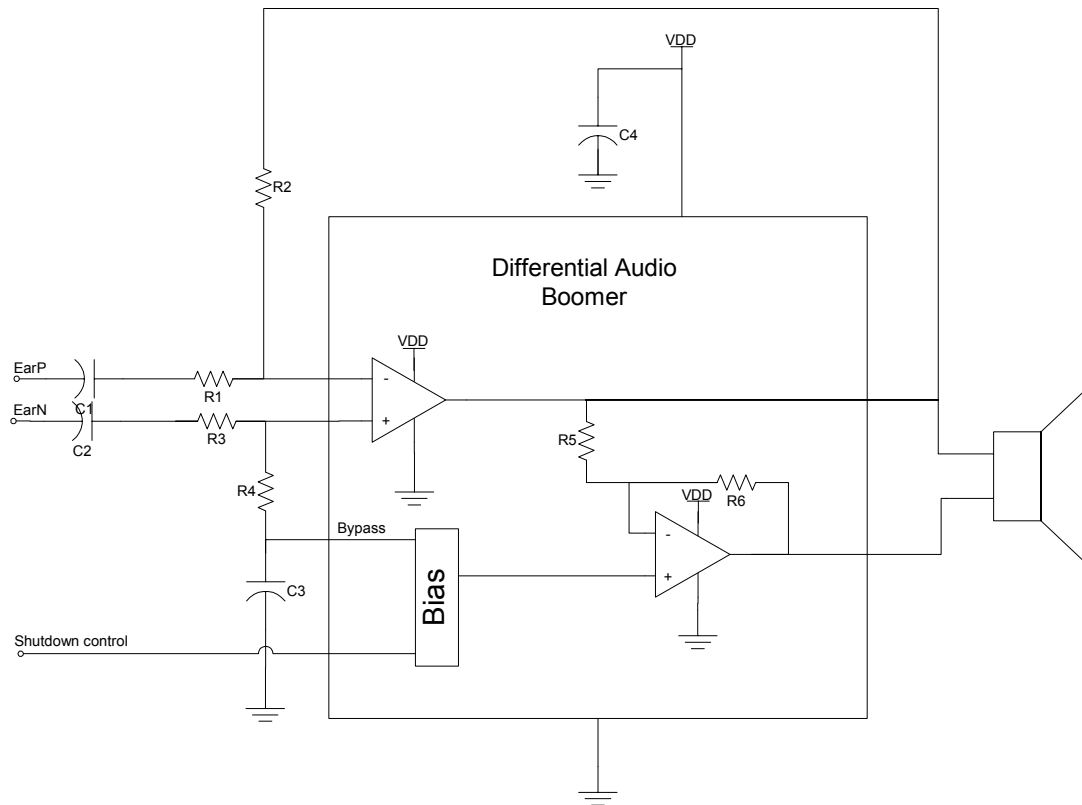 VDD
C4
R2
Differential Audio
Boomer
VDD
EarP
-
C1
R1
EarN
+
C2
R3
R5
R4
R6
VDD
Bypass
-
+
C3
Bias
Shutdown control